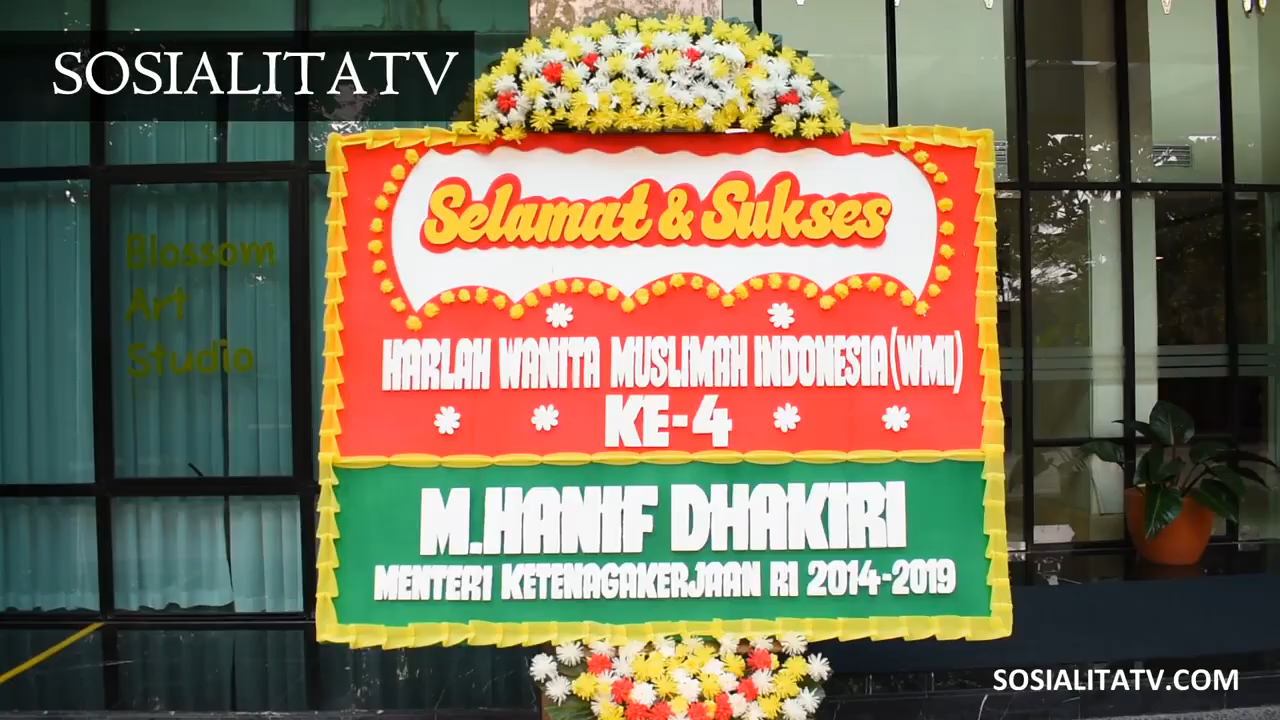 SOSIALITATV
Selamat & Sukses
Blossom
Art
Studio
HARLAH WANITA MUSLIMAH INDONESIA (WMI)
KE-4
M.HANIF DHAKIRI
MENTERI KETENAGAKERJAAN RI 2014-2019
SOSIALITATV.COM